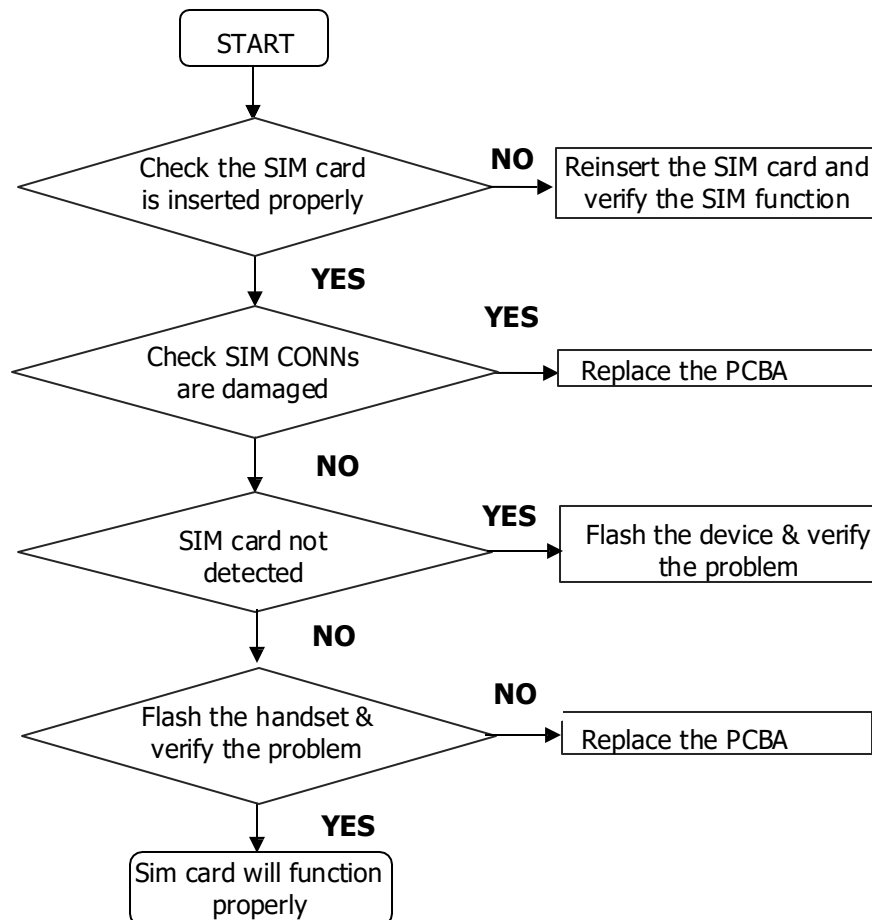 START
Check the SIM card
is inserted properly
NO
Reinsert the SIM card and
verify the SIM function
YES
Check SIM CONNs
are damaged
YES
Replace the PCBA
NO
SIM card not
detected
YES
Flash the device & verify
the problem
NO
Flash the handset &
verify the problem
NO
Replace the PCBA
YES
Sim card will function
properly